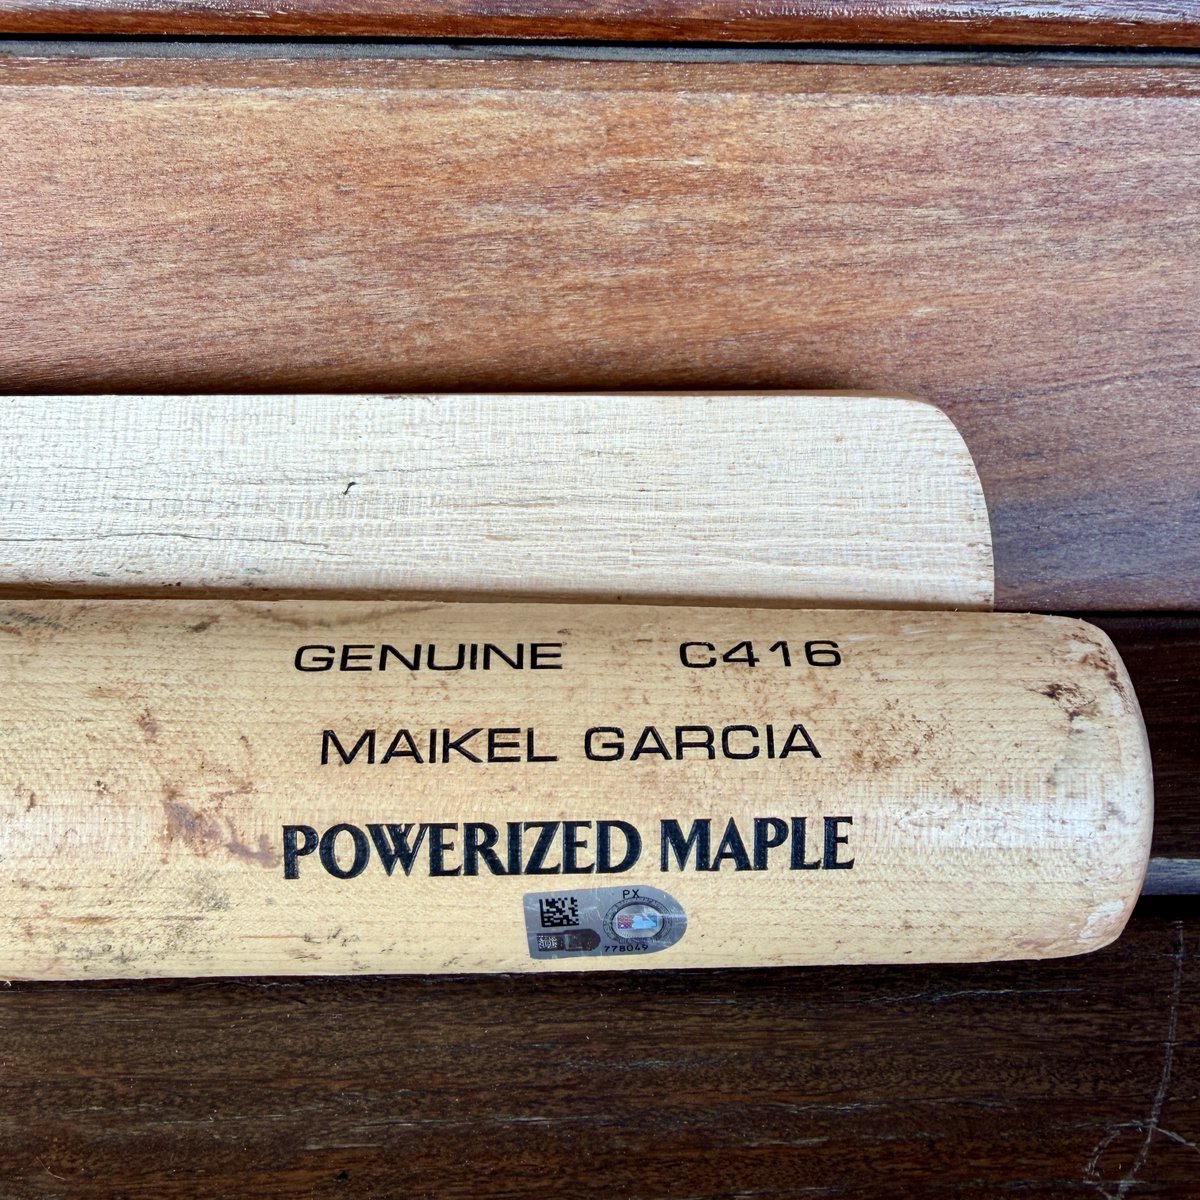 GENUINE C416
MAIKEL GARCIA
POWERIZED MAPLE
PX
778049